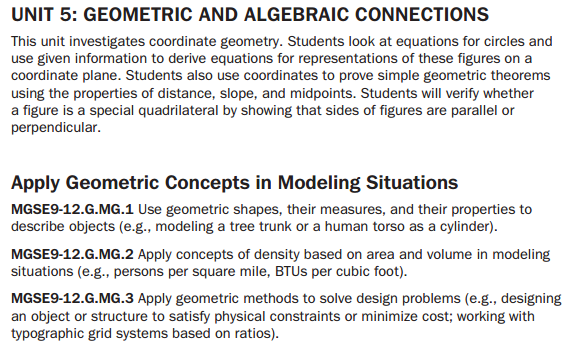 UNIT 5: GEOMETRIC AND ALGEBRAIC CONNECTIONS
This unit investigates coordinate geometry. Students look at equations for circles and
use given information to derive equations for representations of these figures on a
coordinate plane. Students also use coordinates to prove simple geometric theorems
using the properties of distance, slope, and midpoints. Students will verify whether
a figure is a special quadrilateral by showing that sides of figures are parallel or
perpendicular.
Apply Geometric Concepts in Modeling Situations
MGSE9-12.G.MG.1 Use geometric shapes, their measures, and their properties to
describe objects (e.g., modeling a tree trunk or a human torso as a cylinder).
MGSE9-12.G.MG.2 Apply concepts of density based on area and volume in modeling
situations (e.g., persons per square mile, BTUs per cubic foot).
MGSE9-12.G.MG.3 Apply geometric methods to solve design problems (e.g., designing
an object or structure to satisfy physical constraints or minimize cost; working with
typographic grid systems based on ratios).